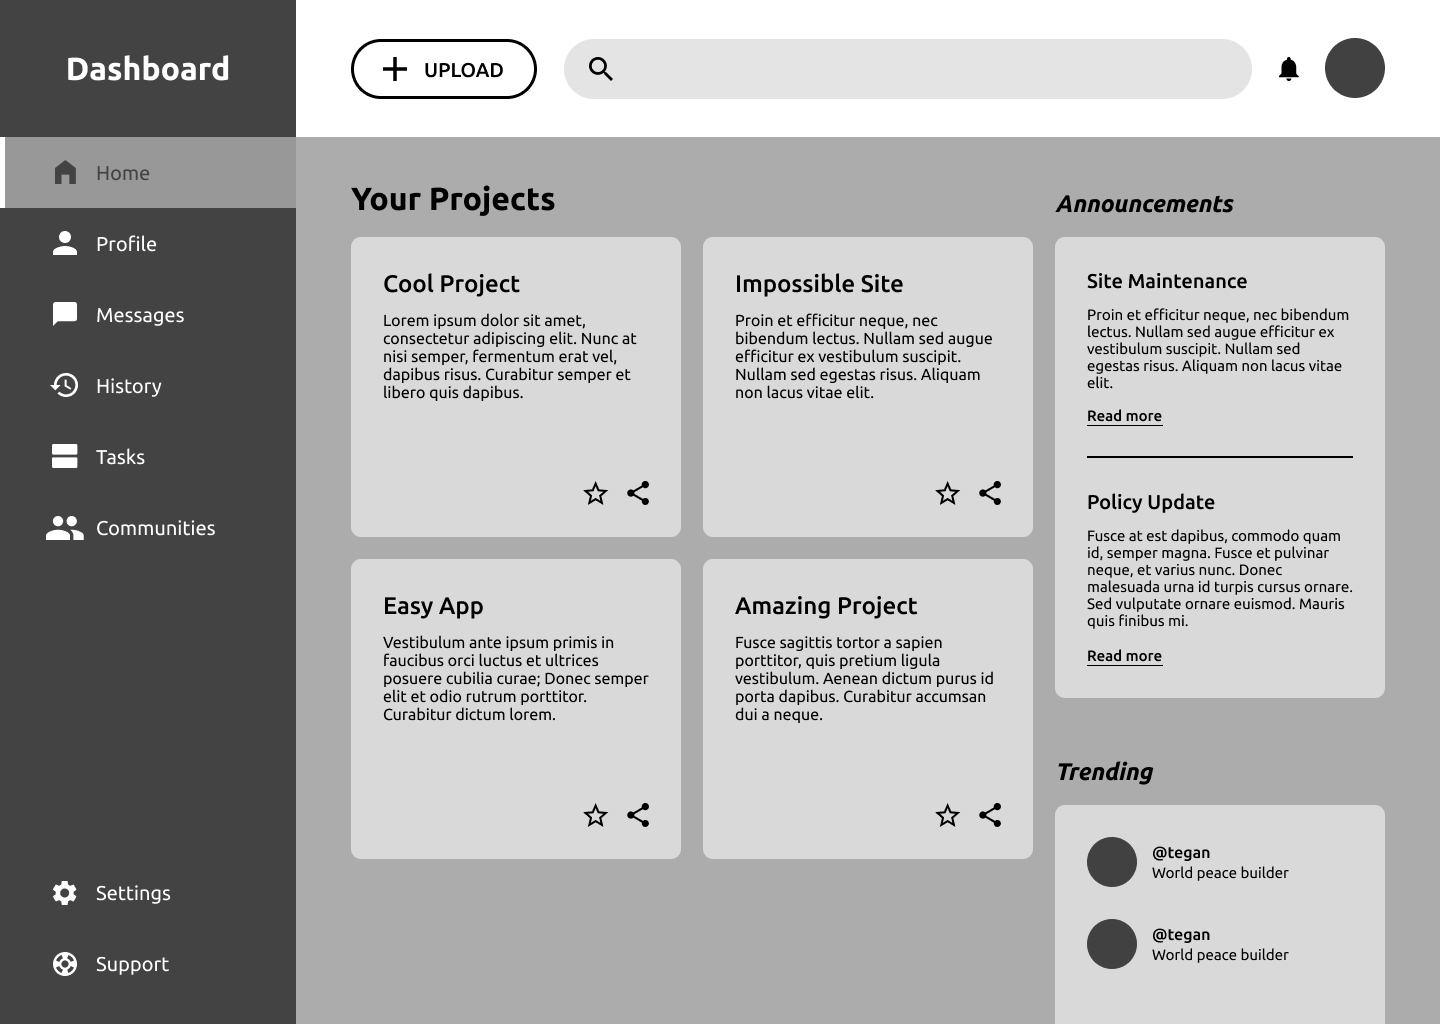 Dashboard
UPLOAD
Home
Profile
Messages
History
Tasks
Communities
Settings
Support
Your Projects
Cool Project
Lorem ipsum dolor sit amet,
consectetur adipiscing elit. Nunc at
nisi semper, fermentum erat vel,
dapibus risus. Curabitur semper et
libero quis dapibus.
Impossible Site
Proin et efficitur neque, nec
bibendum lectus. Nullam sed augue
efficitur ex vestibulum suscipit.
Nullam sed egestas risus. Aliquam
non lacus vitae elit.
Easy App
Vestibulum ante ipsum primis in
faucibus orci luctus et ultrices
posuere cubilia curae; Donec semper
elit et odio rutrum porttitor.
Curabitur dictum lorem.
Amazing Project
Fusce sagittis tortor a sapien
porttitor, quis pretium ligula
vestibulum. Aenean dictum purus id
porta dapibus. Curabitur accumsan
dui a neque.
Announcements
Site Maintenance
Proin et efficitur neque, nec bibendum
lectus. Nullam sed augue efficitur ex
vestibulum suscipit. Nullam sed
egestas risus. Aliquam non lacus vitae
elit.
Read more
Policy Update
Fusce at est dapibus, commodo quam
id, semper magna. Fusce et pulvinar
neque, et varius nunc. Donec
malesuada urna id turpis cursus ornare.
Sed vulputate ornare euismod. Mauris
quis finibus mi.
Read more
Trending
@tegan
World peace builder
@tegan
World peace builder